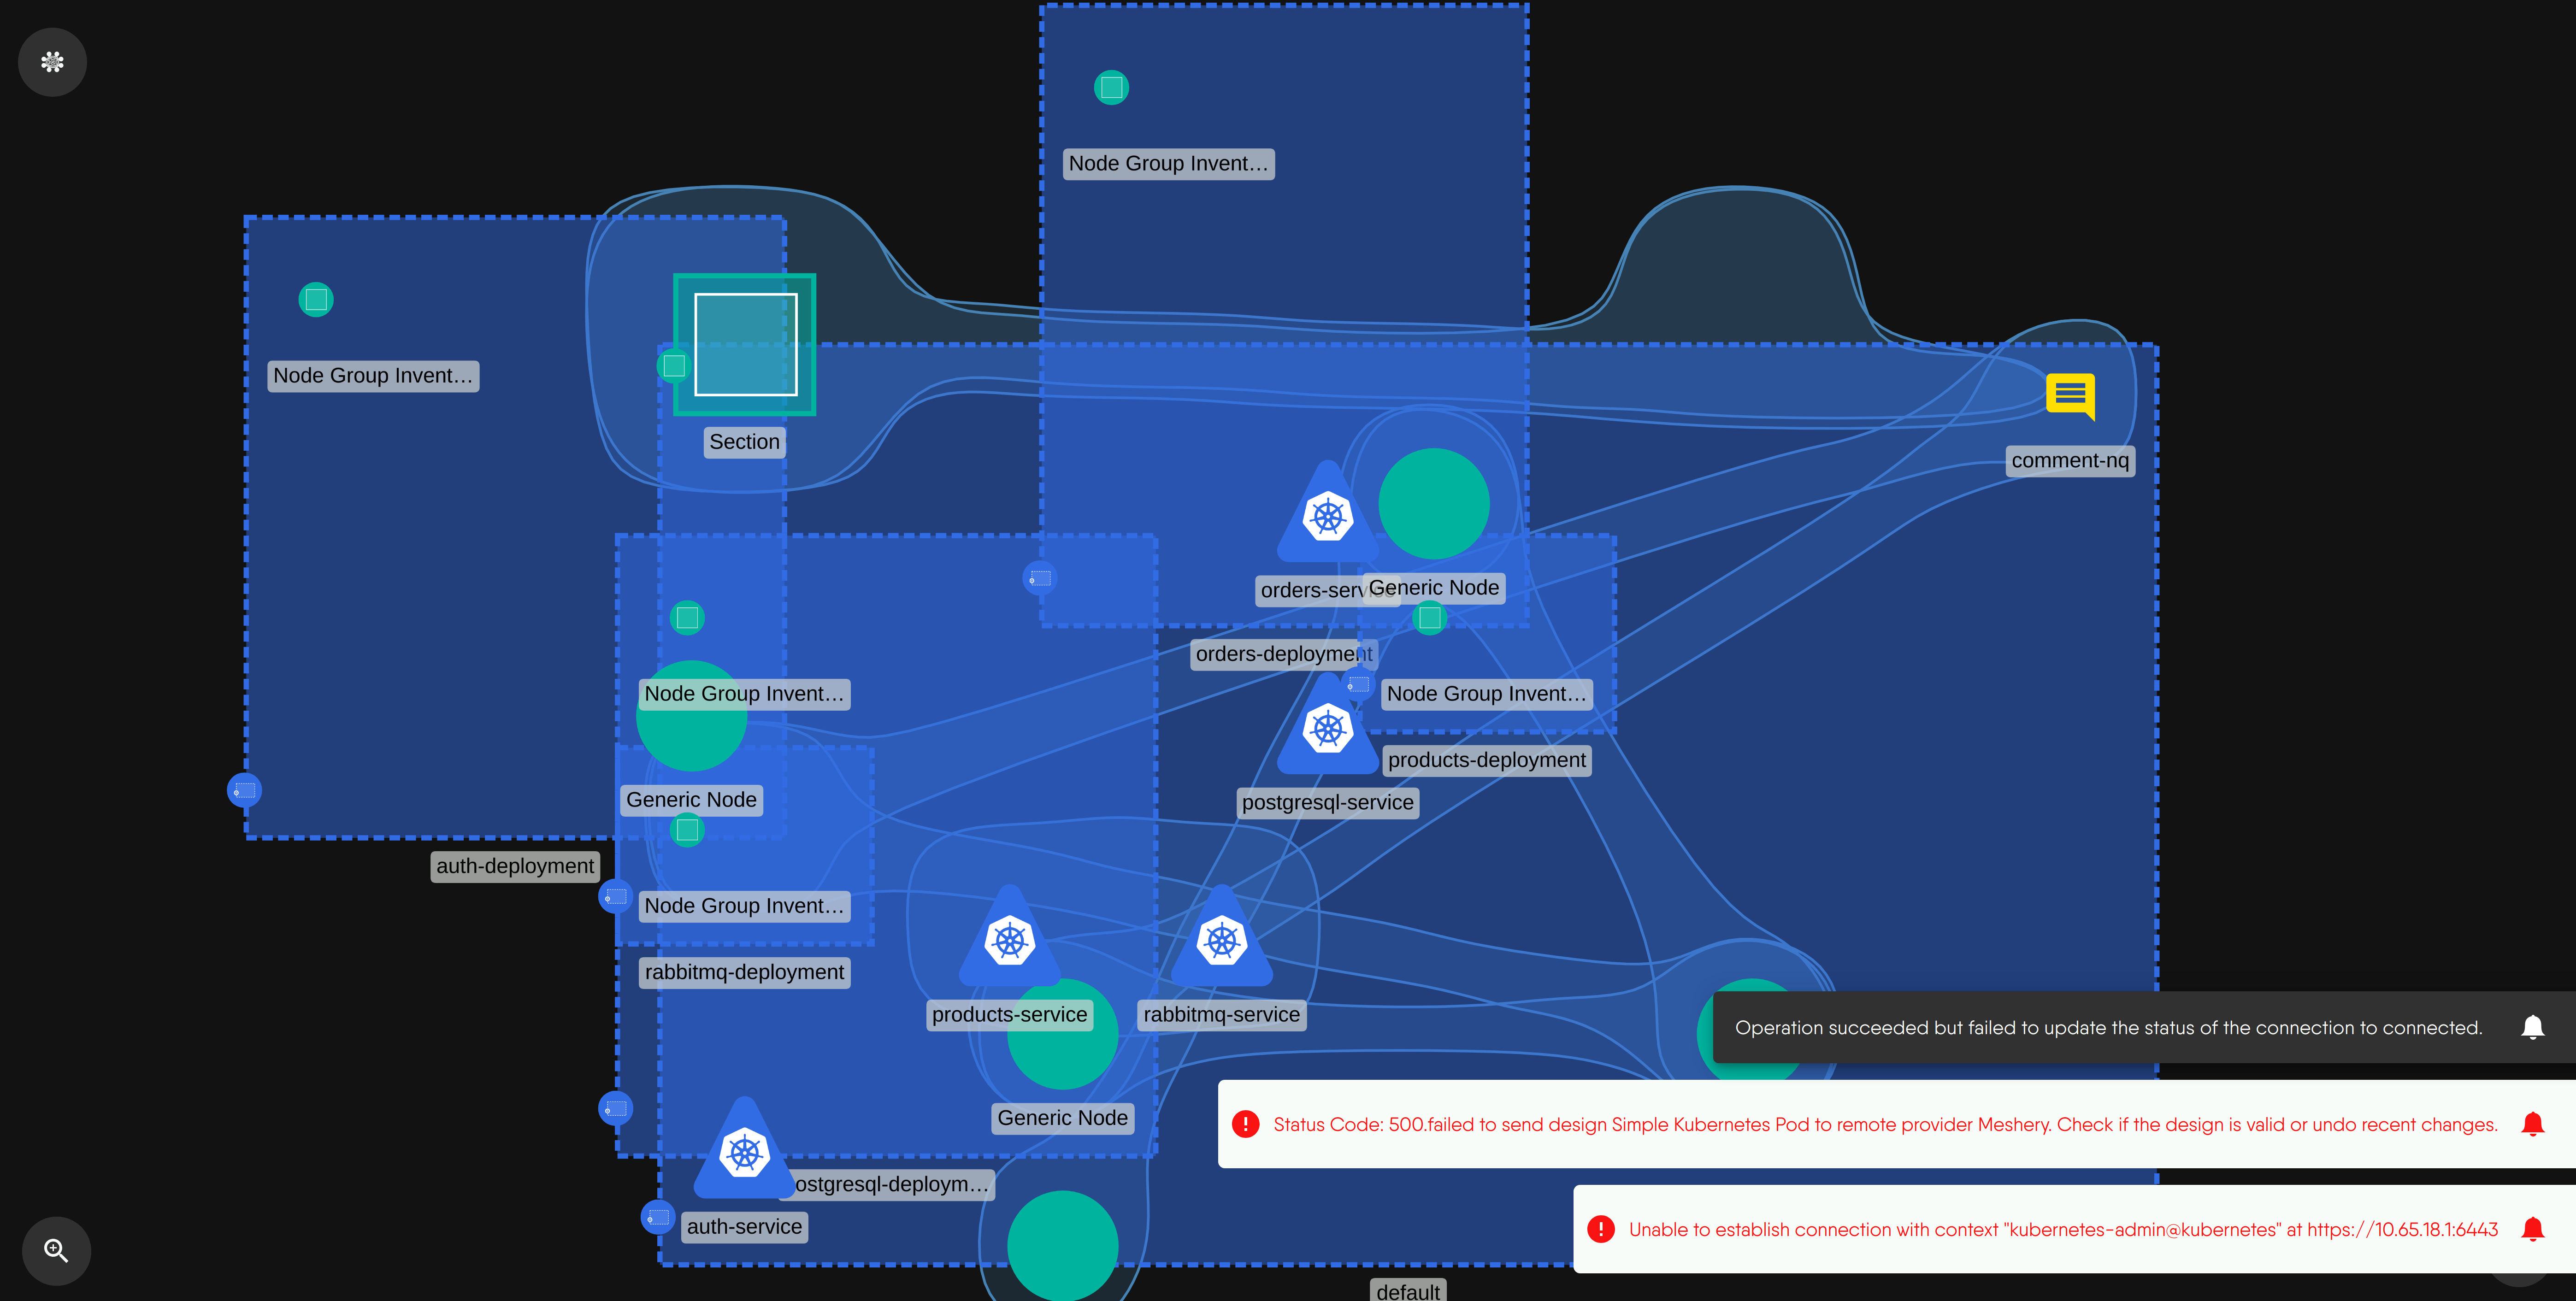 Node Group Invent…
Node Group Invent…
Section
comment-nq
orders-serv
Generic Node
orders-deployment
Node Group Invent…
Node Group Invent…
products-deployment
Generic Node
postgresql-service
auth-deployment
Node Group Invent…
rabbitmq-deployment
products-service
rabbitmq-service
Operation succeeded but failed to update the status of the connection to connected.
Generic Node
Status Code: 500.failed to send design Simple Kubernetes Pod to remote provider Meshery. Check if the design is valid or undo recent changes.
ostgresql-deploym…
auth-service
Unable to establish connection with context "kubernetes-admin@kubernetes" at https://10.65.18.1:6443
default